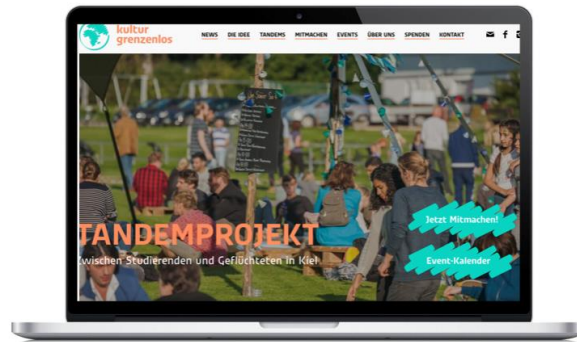 kultur
grenzenlos
NEWS DIE IDEE TANDEMS MITMACHEN EVENTS ÜBER UNS SPENDEN KONTAKT
Jetzt Mitmachen!
TANDEMPROJEKT
Zwischen Studierenden und Geflüchteten in Kiel
Event-Kalender